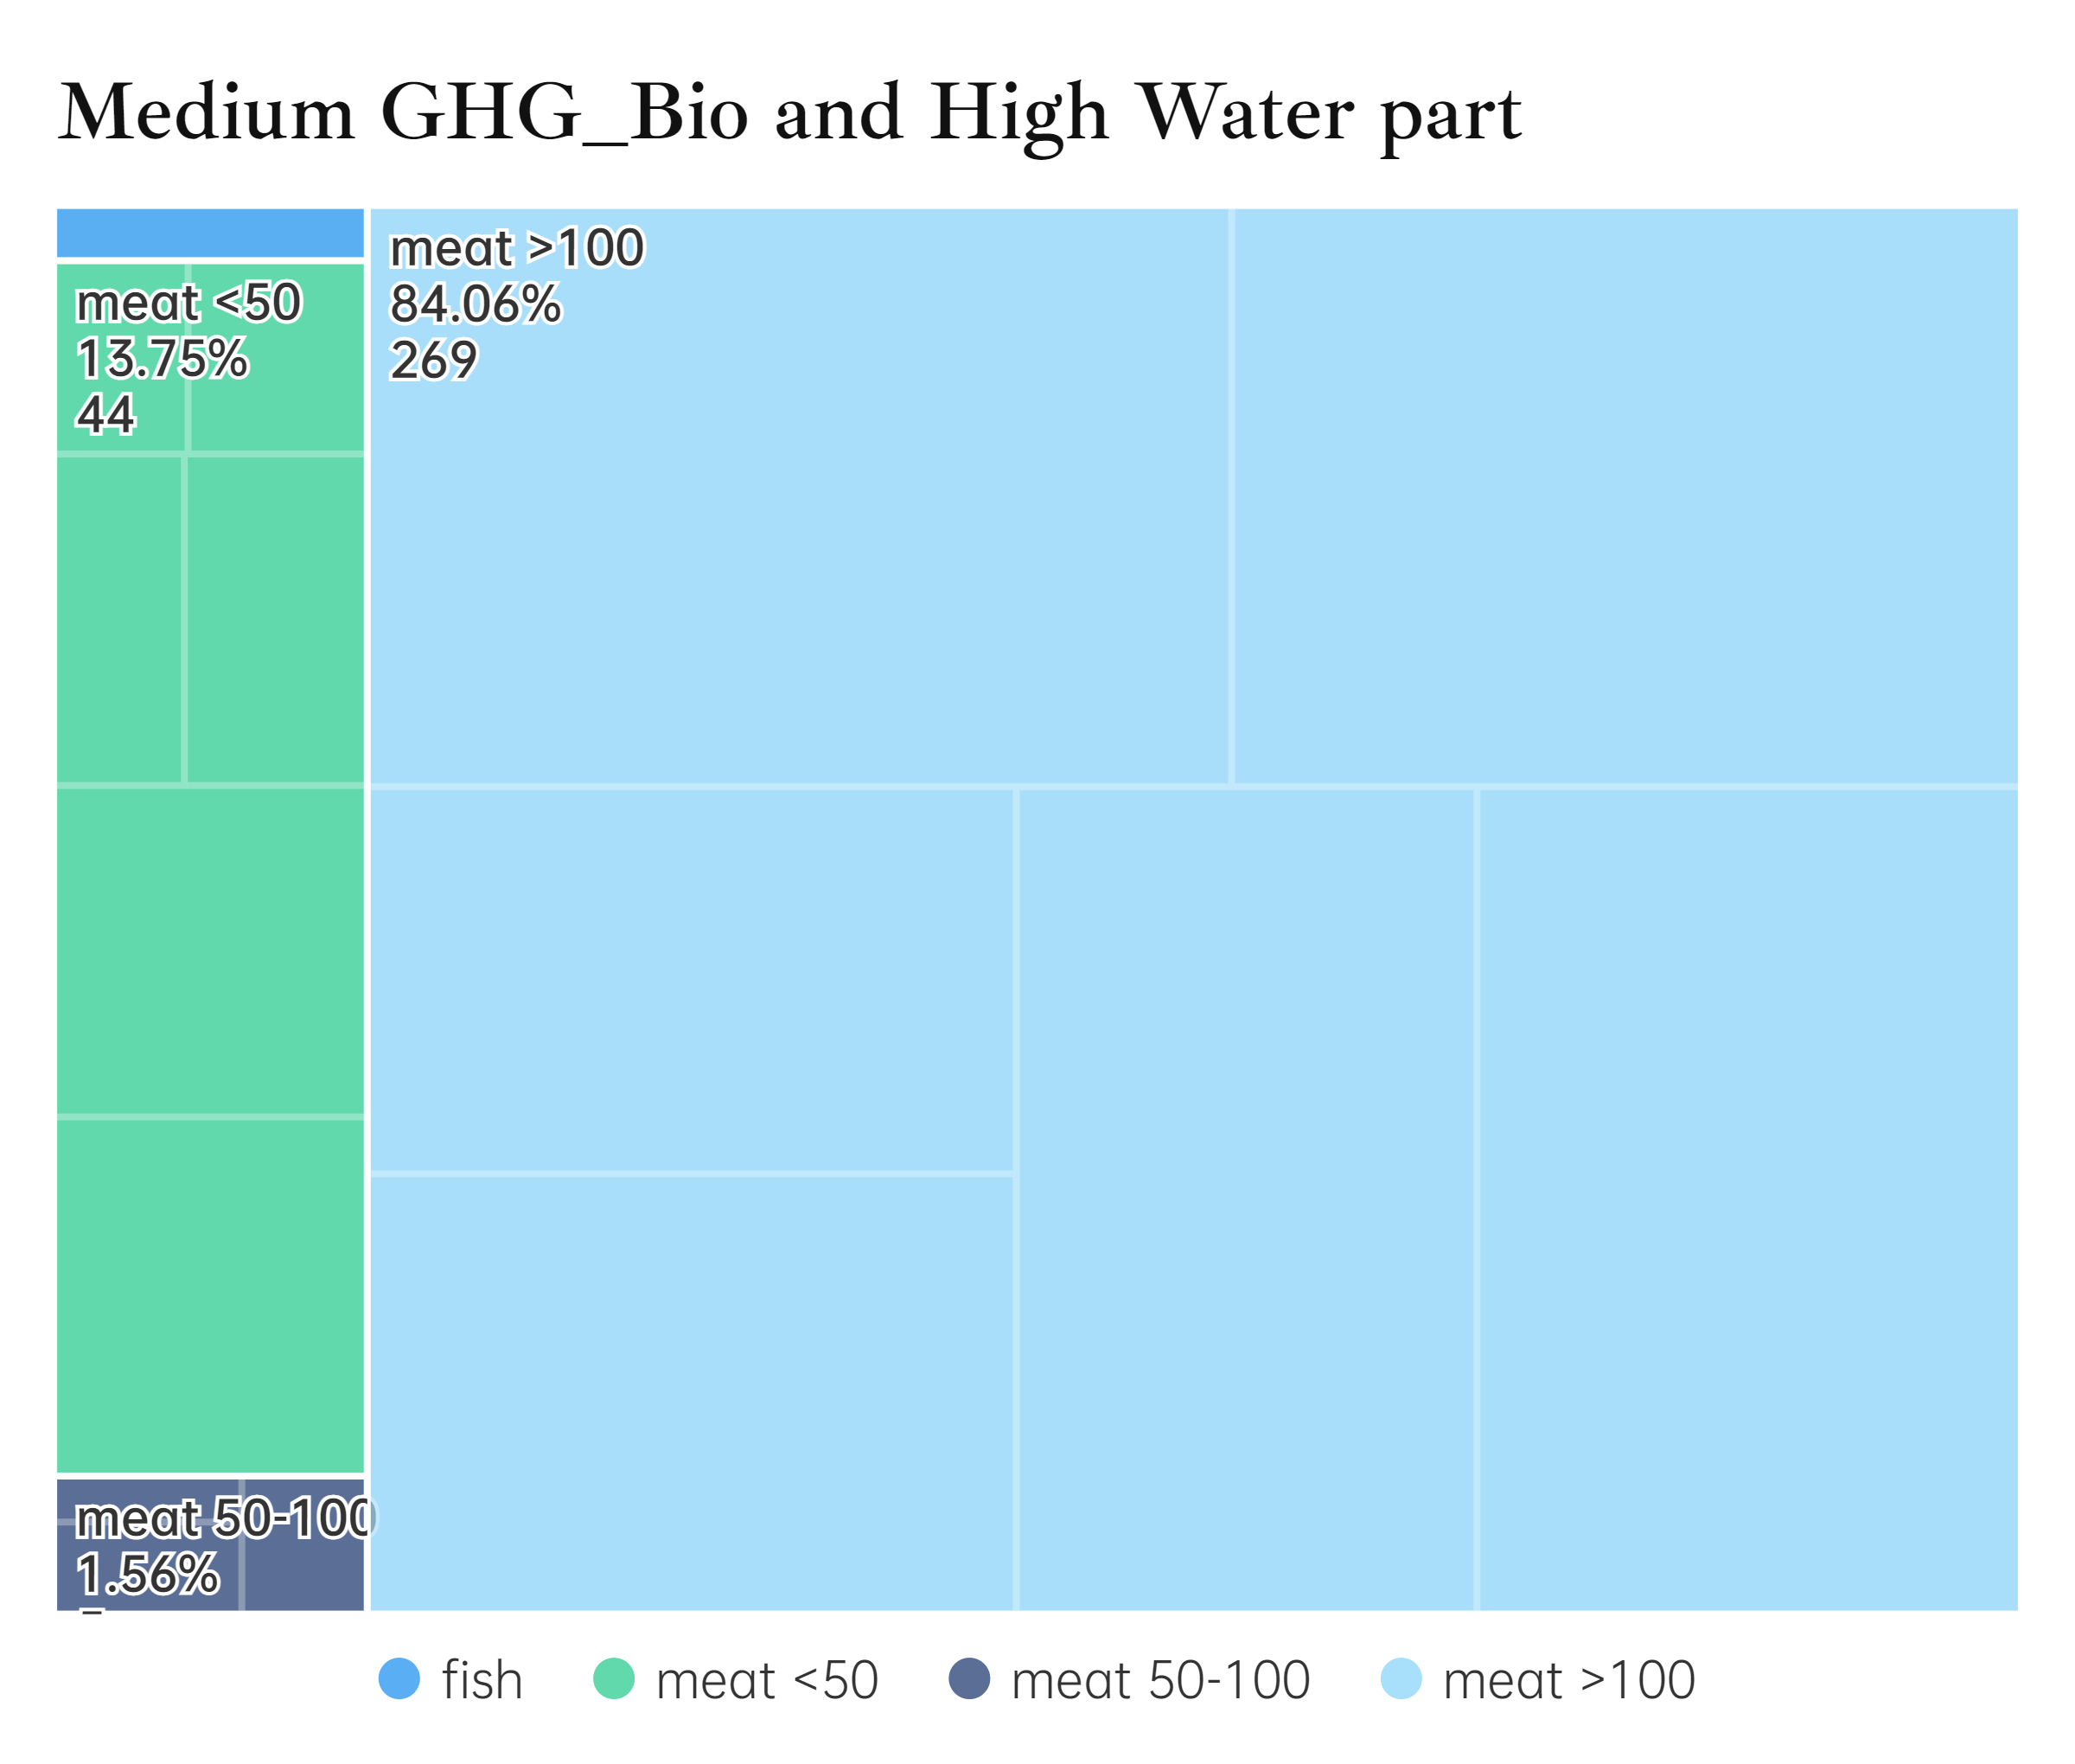 Medium GHG_Bio and High Water part
meat <50
13.75%
44
meat >100
84.06%
269
meat 50-100
1.56%
fish
meat <50
meat 50-100
meat >100